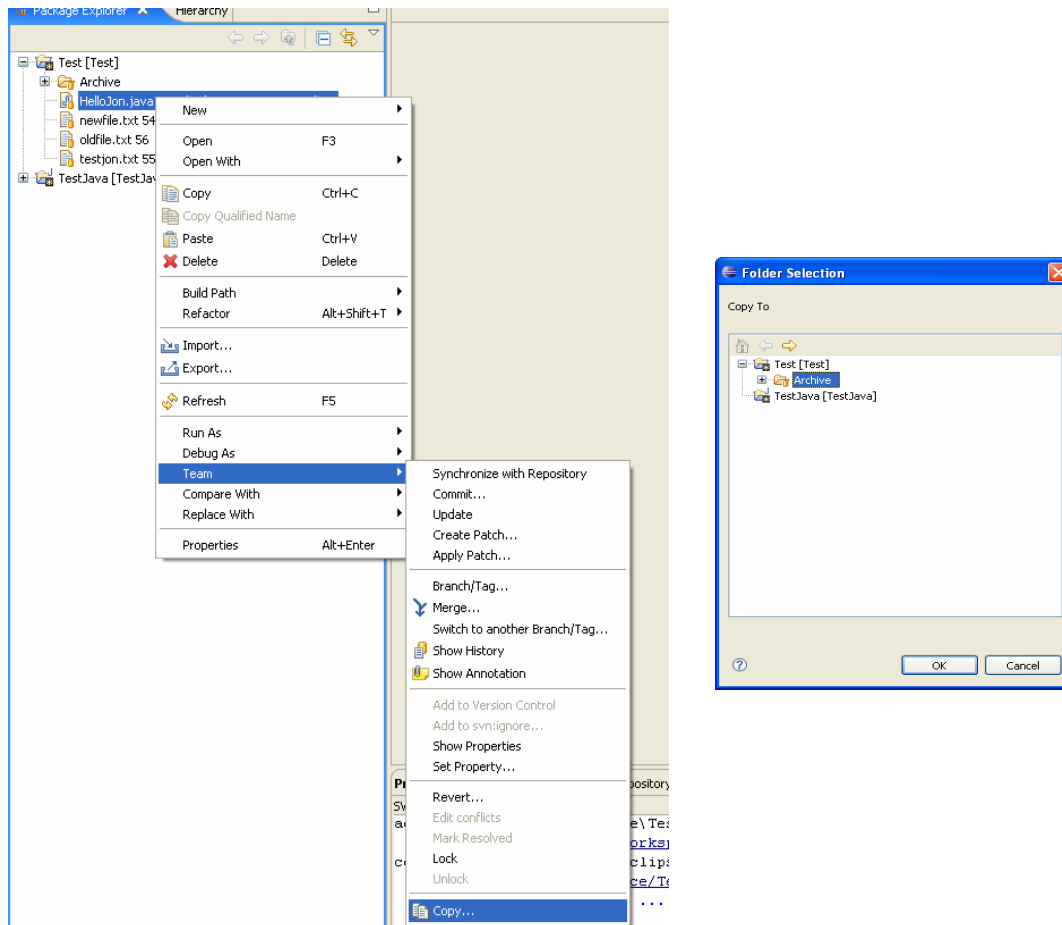 Package Explorer
Hierarchy
Test [Test]
Archive
HelloJon.java
newfile.txt 54
oldfile.txt 56
testjon.txt 55
TestJava [TestJav
New
Open F3
Open With
Copy Ctrl+C
Copy Qualified Name
Paste Ctrl+V
Delete Delete
Build Path
Refactor Alt+Shift+T
Import...
Export...
Refresh F5
Run As
Debug As
Team
Compare With
Replace With
Properties Alt+Enter
Synchronize with Repository
Commit...
Update
Create Patch...
Apply Patch...
Branch/Tag...
Merge...
Switch to another Branch/Tag...
Show History
Show Annotation
Add to Version Control
Add to svn:ignore...
Show Properties
Set Property...
Revert...
Edit conflicts
Mark Resolved
Lock
Unlock
Copy...
Folder Selection
Copy To
Test [Test]
Archive
TestJava [TestJava]
OK
Cancel